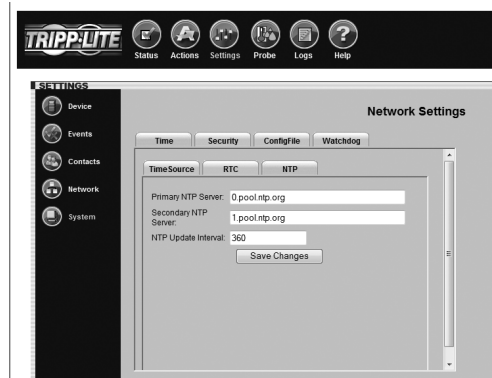 TRIPP·LITE
Status Actions Settings Probe Logs Help
SETTINGS
Device
Events
Contacts
Network
System
Network Settings
Time Security ConfigFile Watchdog
TimeSource RTC NTP
Primary NTP Server: 0.pool.ntp.org
Secondary NTP
Server: 1.pool.ntp.org
NTP Update Interval: 360
Save Changes